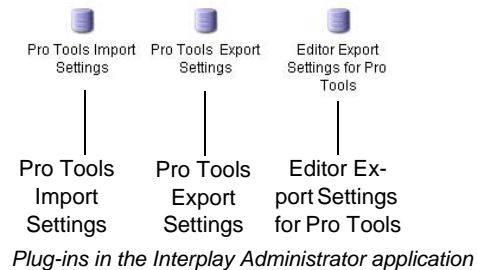 Pro Tools Import Settings
Pro Tools Export Settings
Editor Export Settings for Pro Tools
Pro Tools
Import
Settings
Pro Tools
Export
Settings
Editor Ex-
port Settings
for Pro Tools
Plug-ins in the Interplay Administrator application